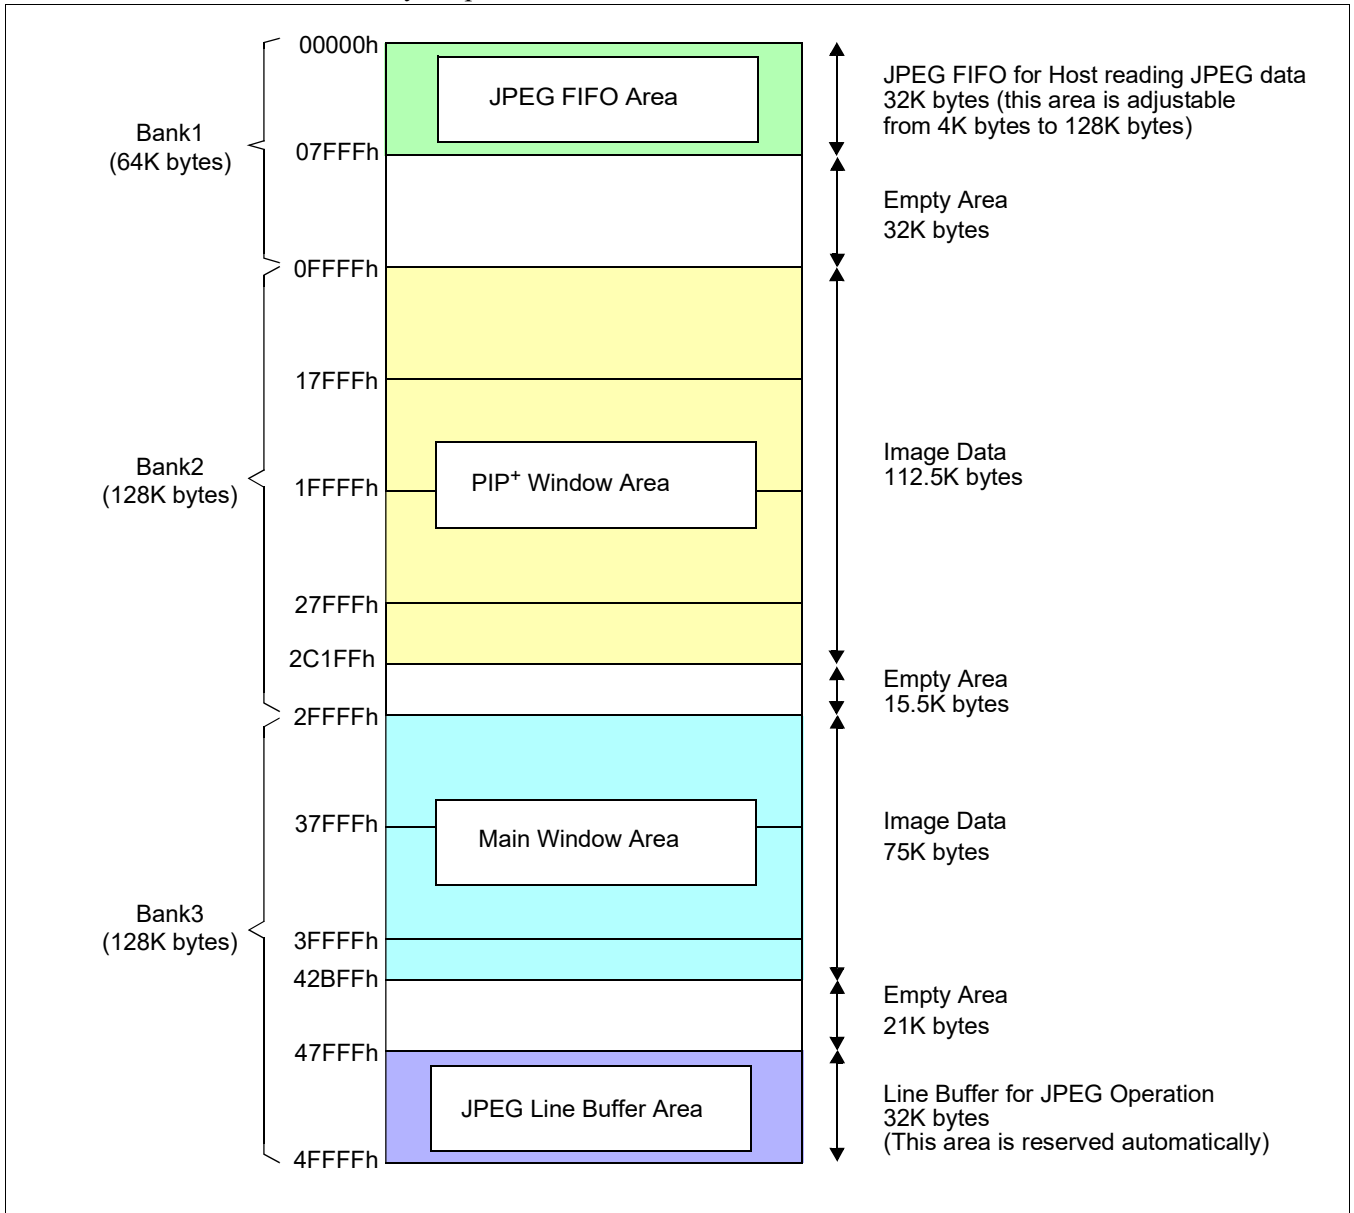 00000h
JPEG FIFO Area
JPEG FIFO for Host reading JPEG data
32K bytes (this area is adjustable
from 4K bytes to 128K bytes)
Bank1
(64K bytes)
07FFFh
Empty Area
32K bytes
0FFFFh
17FFFh
Bank2
(128K bytes)
1FFFFh
PIP+ Window Area
Image Data
112.5K bytes
27FFFh
2C1FFh
Empty Area
15.5K bytes
2FFFFh
37FFFh
Main Window Area
Image Data
75K bytes
Bank3
(128K bytes)
3FFFFh
42BFFh
Empty Area
21K bytes
47FFFh
JPEG Line Buffer Area
Line Buffer for JPEG Operation
32K bytes
(This area is reserved automatically)
4FFFFh